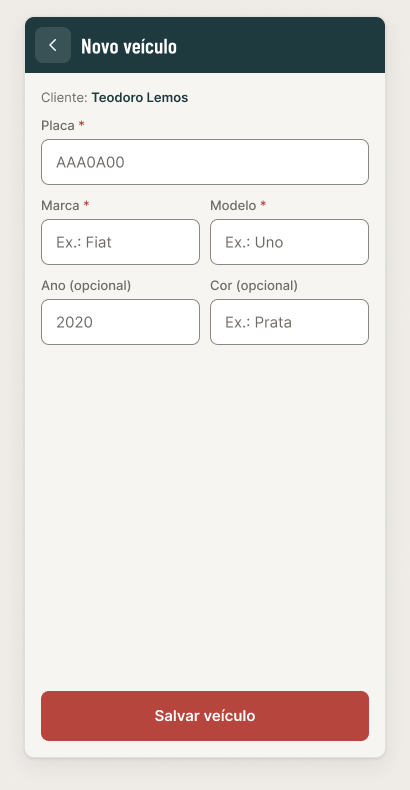 Novo veículo
Cliente: Teodoro Lemos
Placa *
AAA0A00
Marca * Modelo *
Ex.: Fiat Ex.: Uno
Ano (opcional) Cor (opcional)
2020 Ex.: Prata
Salvar veículo